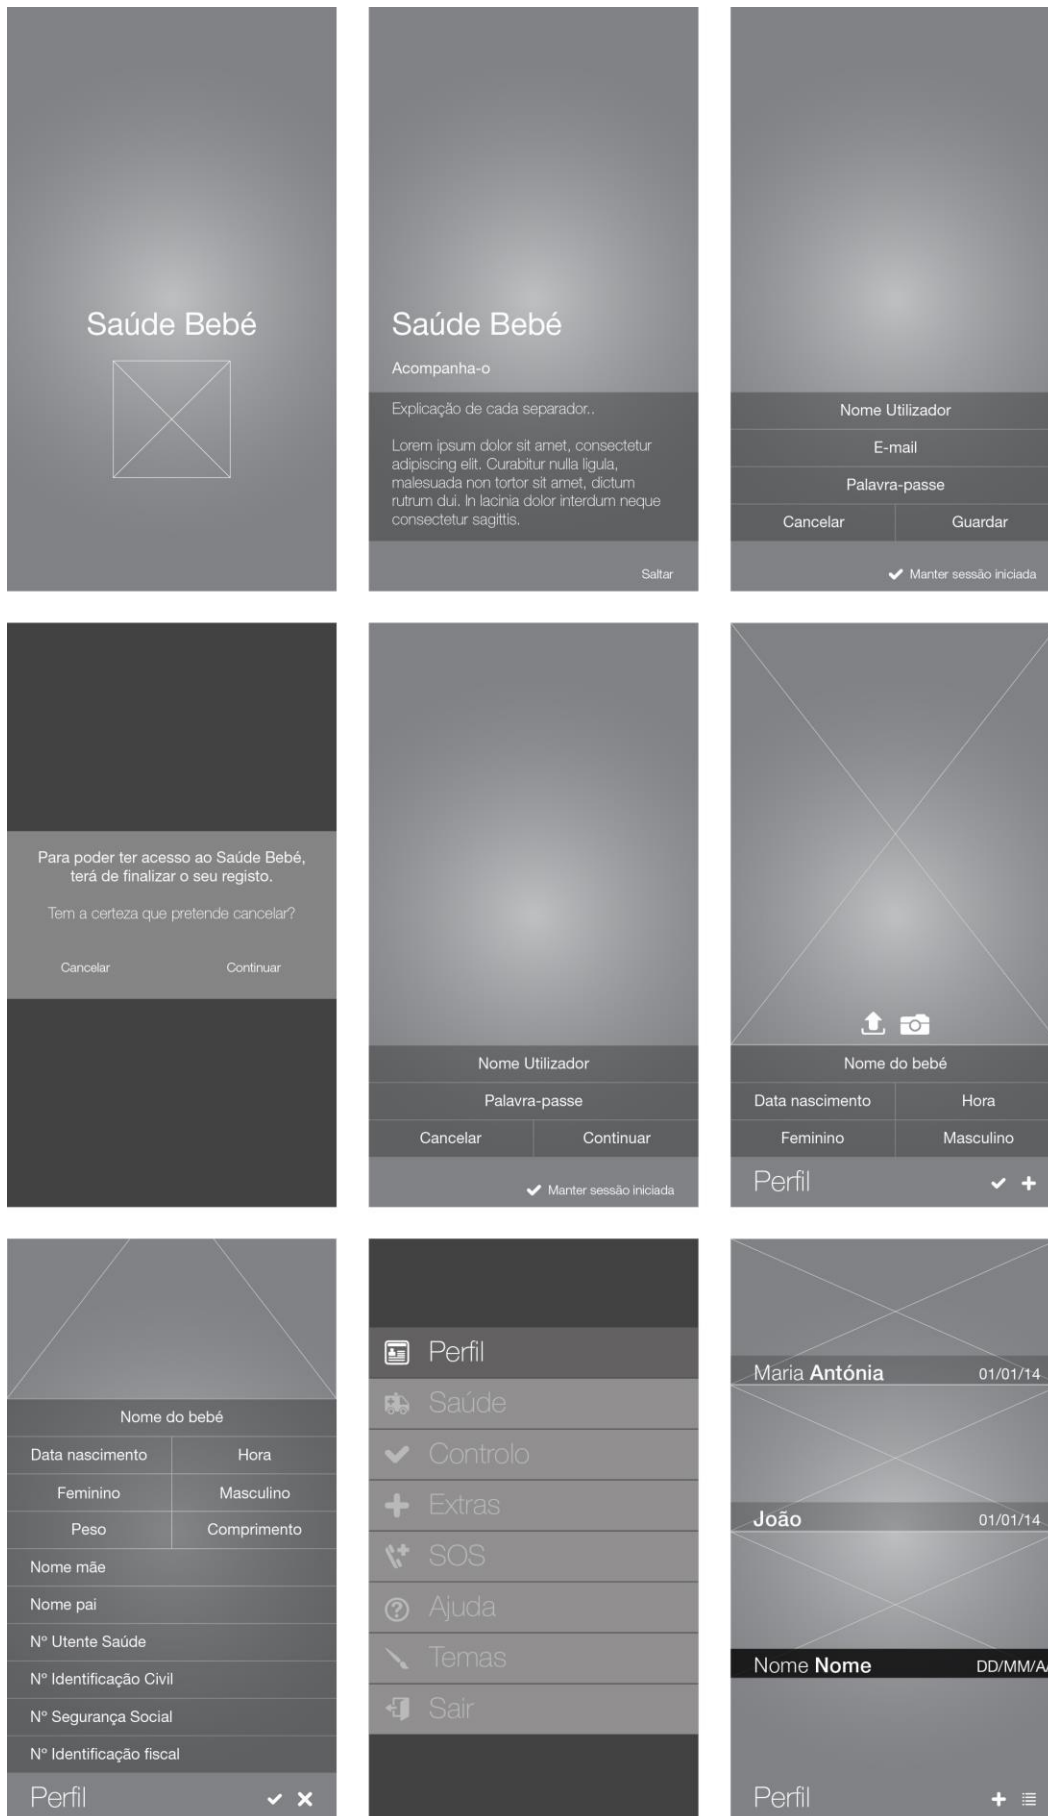 Saúde Bebé
Saúde Bebé
Acompanha-o
Explicação de cada separador..
Lorem ipsum dolor sit amet, consectetur
adipiscing elit. Curabitur nulla ligula,
malesuada non tortor sit amet, dictum
rutrum dui. In lacinia dolor interdum neque
consectetur sagittis.
Saltar
Nome Utilizador
E-mail
Palavra-passe
Cancelar Guardar
Manter sessão iniciada
Para poder ter acesso ao Saúde Bebé,
terá de finalizar o seu registo.
Tem a certeza que pretende cancelar?
Cancelar Continuar
Nome Utilizador
Palavra-passe
Cancelar Continuar
Manter sessão iniciada
Nome do bebé
Data nascimento Hora
Feminino Masculino
Perfil
Nome do bebé
Data nascimento Hora
Feminino Masculino
Peso Comprimento
Nome mãe
Nome pai
Nº Utente Saúde
Nº Identificação Civil
Nº Segurança Social
Nº Identificação fiscal
Perfil
Perfil
Saúde
Controlo
Extras
SOS
Ajuda
Temas
Sair
Maria Antónia 01/01/14
João 01/01/14
Nome Nome DD/MM/A
Perfil